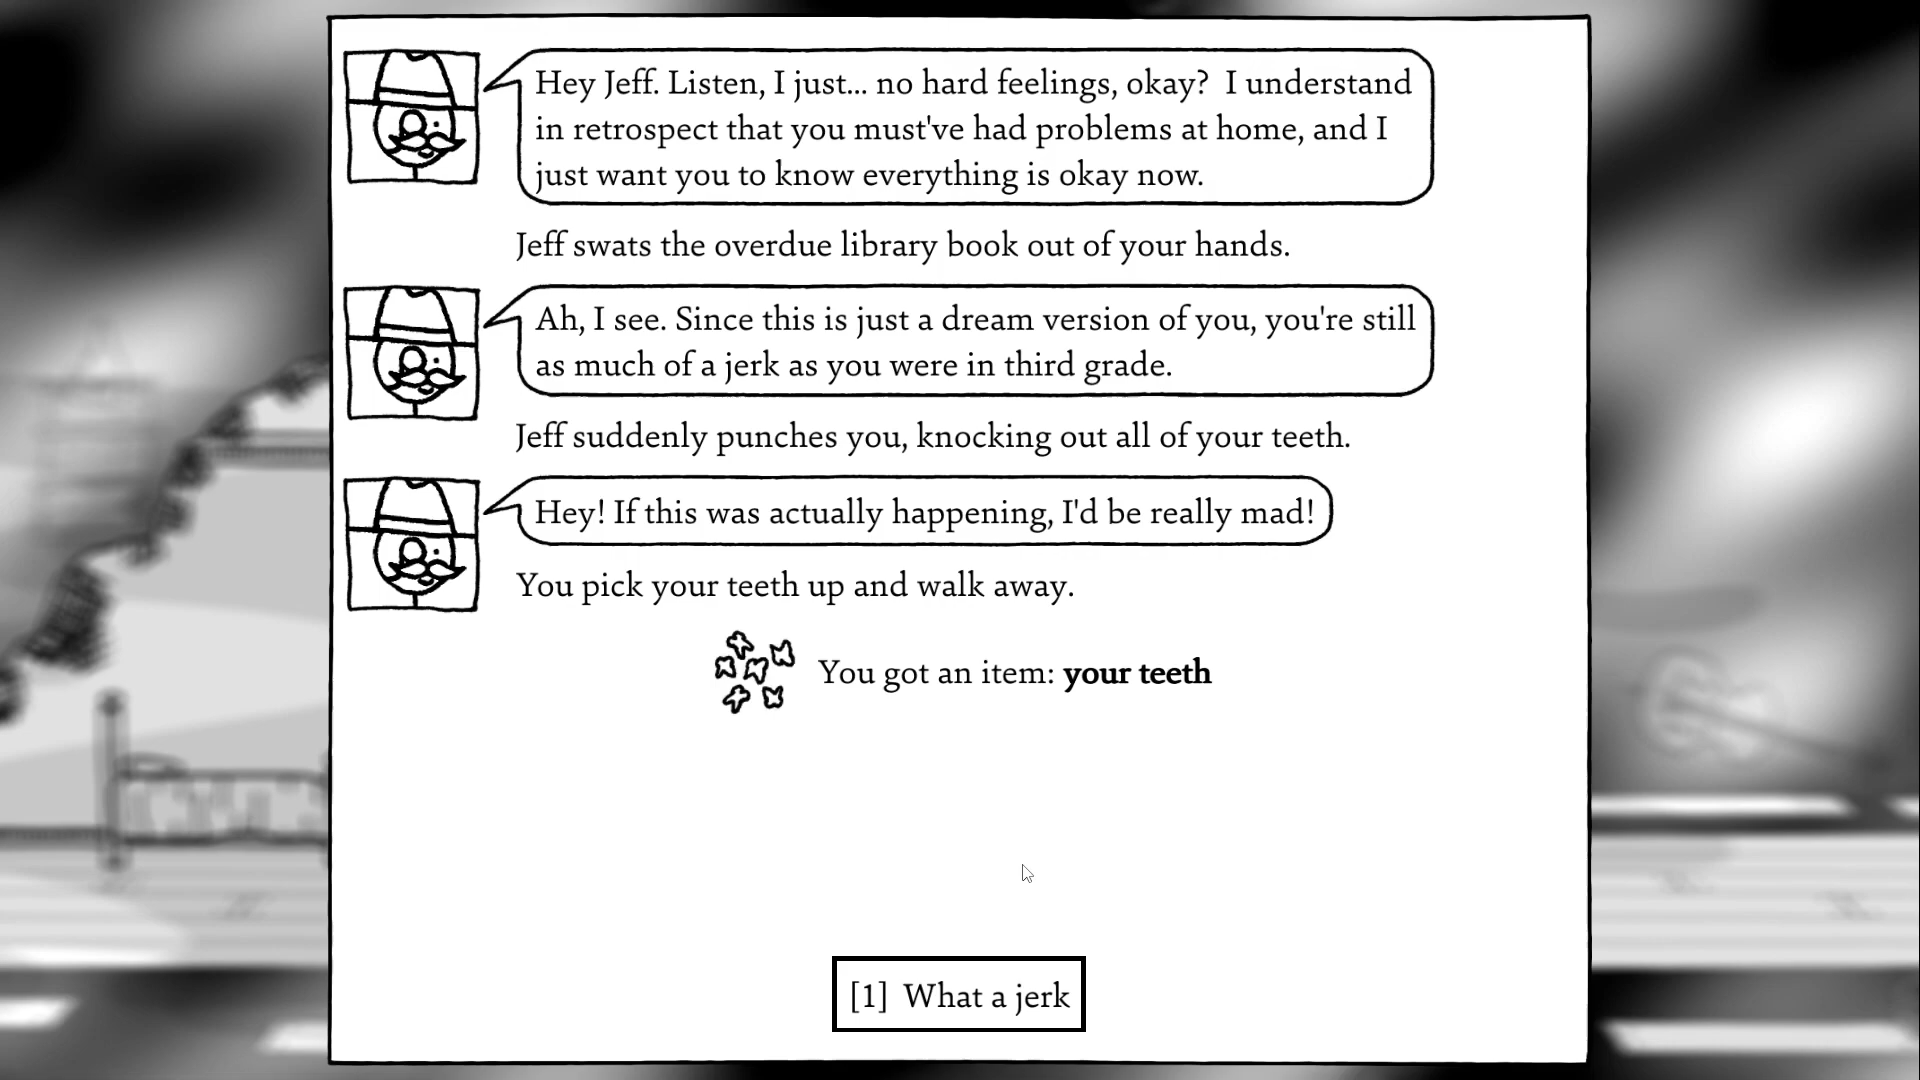 Hey Jeff. Listen, I just... no hard feelings, okay?  I understand
in retrospect that you must've had problems at home, and I
just want you to know everything is okay now.
Jeff swats the overdue library book out of your hands.
Ah, I see. Since this is just a dream version of you, you're still
as much of a jerk as you were in third grade.
Jeff suddenly punches you, knocking out all of your teeth.
Hey! If this was actually happening, I'd be really mad!
You pick your teeth up and walk away.
You got an item: your teeth
[1]  What a jerk